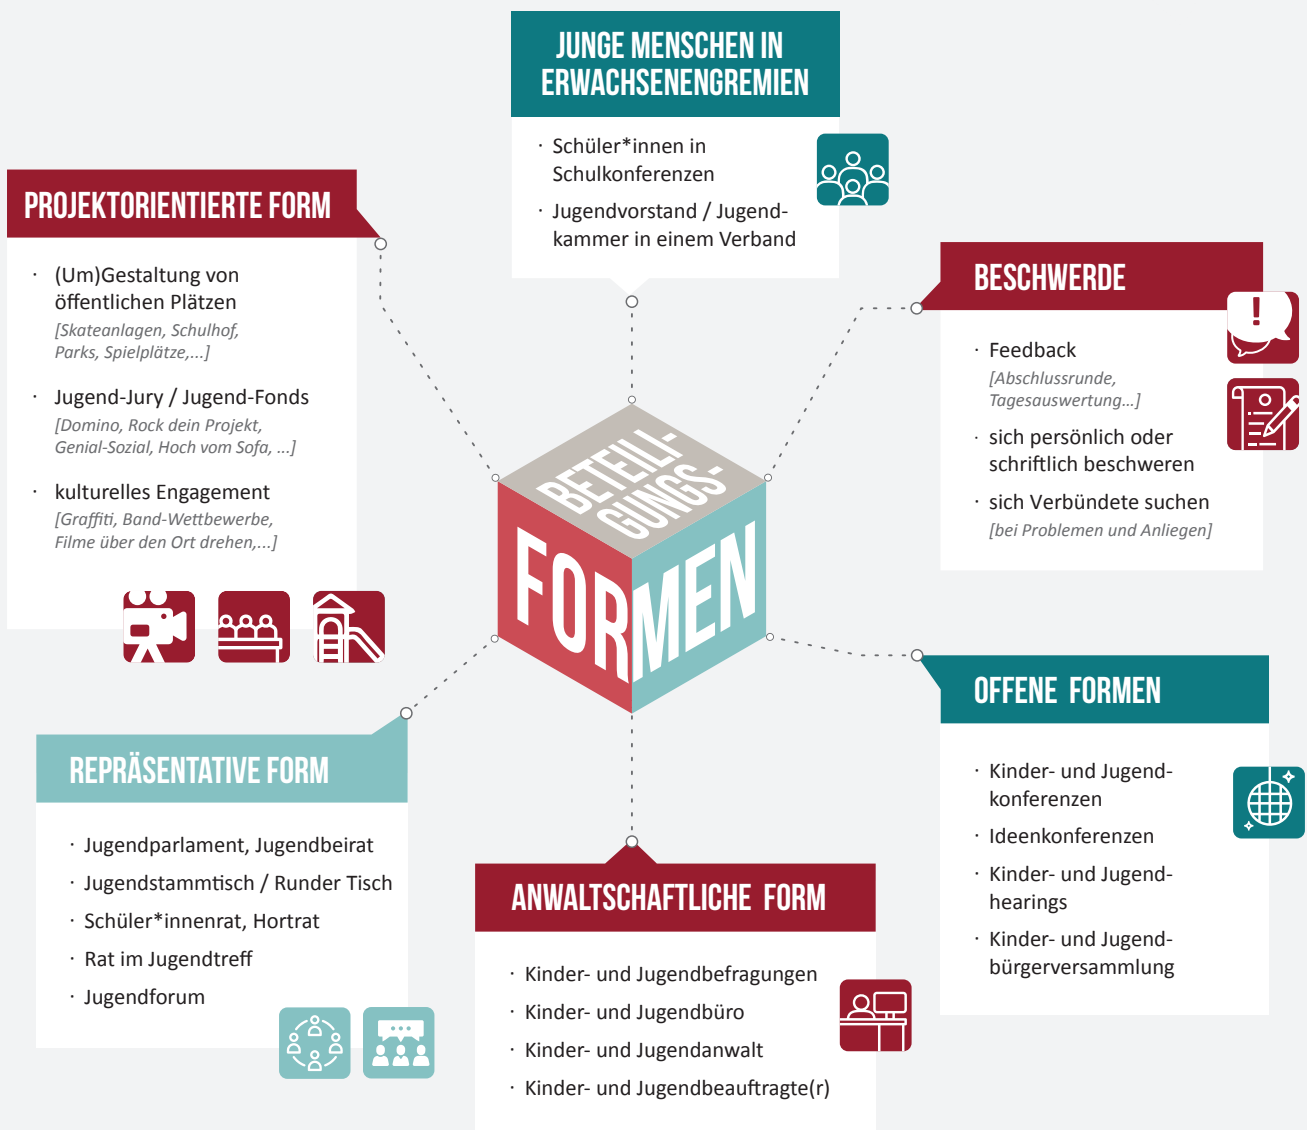 JUNGE MENSCHEN IN
ERWACHSENENGREMIEN
· Schüler*innen in
Schulkonferenzen
· Jugendvorstand / Jugend-
kammer in einem Verband
PROJEKTORIENTIERTE FORM
· (Um)Gestaltung von
öffentlichen Plätzen
[Skateanlagen, Schulhof,
Parks, Spielplätze,...]
· Jugend-Jury / Jugend-Fonds
[Domino, Rock dein Projekt,
Genial-Sozial, Hoch vom Sofa, ...]
· kulturelles Engagement
[Graffiti, Band-Wettbewerbe,
Filme über den Ort drehen,...]
BESCHWERDE
· Feedback
[Abschlussrunde,
Tagesauswertung...]
· sich persönlich oder
schriftlich beschweren
· sich Verbündete suchen
[bei Problemen und Anliegen]
BETEILI-
GUNGS-
FORMEN
REPRÄSENTATIVE FORM
· Jugendparlament, Jugendbeirat
· Jugendstammtisch / Runder Tisch
· Schüler*innenrat, Hortrat
· Rat im Jugendtreff
· Jugendforum
ANWALTSCHAFTLICHE FORM
· Kinder- und Jugendbefragungen
· Kinder- und Jugendbüro
· Kinder- und Jugendanwalt
· Kinder- und Jugendbeauftragte(r)
OFFENE FORMEN
· Kinder- und Jugend-
konferenzen
· Ideenkonferenzen
· Kinder- und Jugend-
hearings
· Kinder- und Jugend-
bürgerversammlung